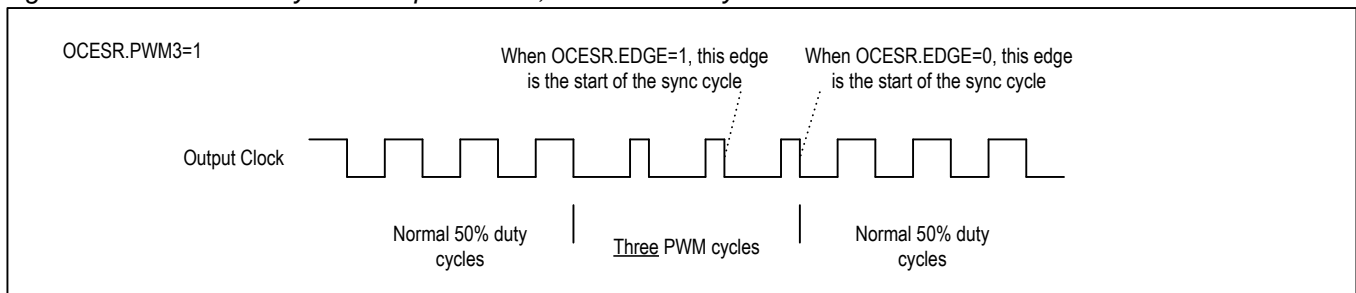 OCESR.PWM3=1
When OCESR.EDGE=1, this edge
is the start of the sync cycle
When OCESR.EDGE=0, this edge
is the start of the sync cycle
Output Clock
Normal 50% duty
cycles
Three PWM cycles
Normal 50% duty
cycles